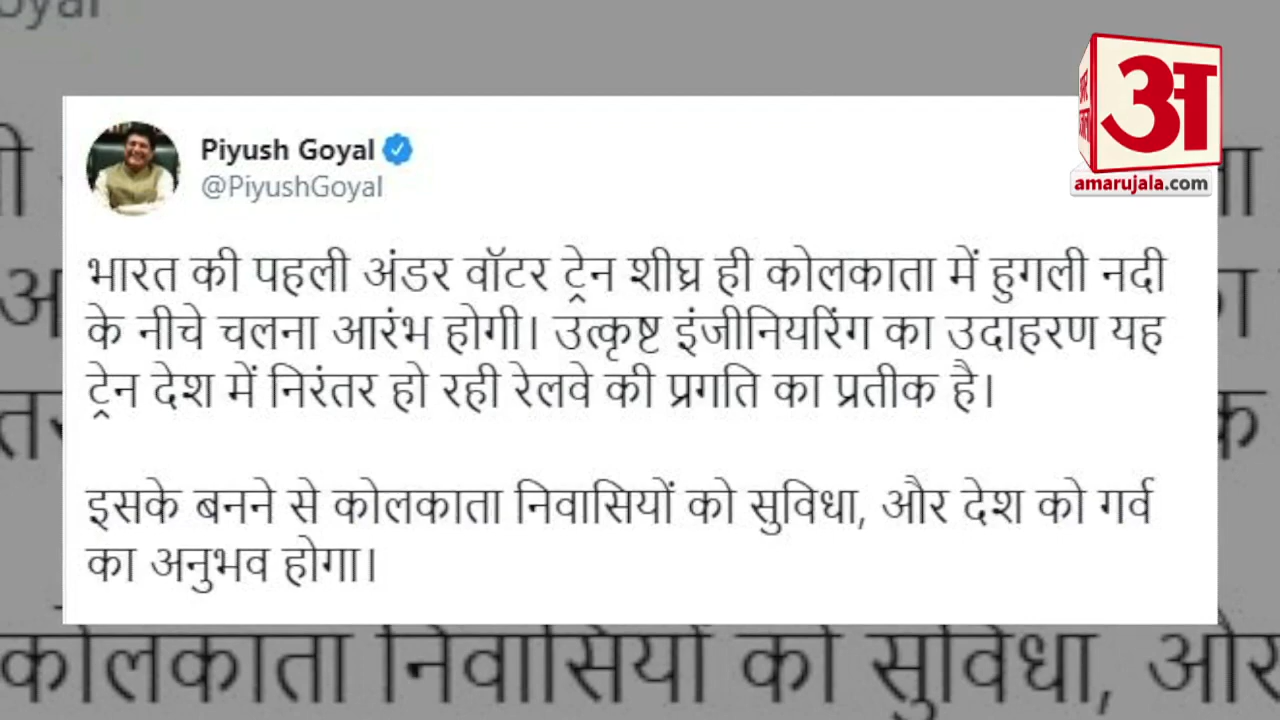 Piyush Goyal
@PiyushGoyal
अ
amarujala.com
भारत की पहली अंडर वॉटर ट्रेन शीघ्र ही कोलकाता में हुगली नदी
के नीचे चलना आरंभ होगी। उत्कृष्ट इंजीनियरिंग का उदाहरण यह
ट्रेन देश में निरंतर हो रही रेलवे की प्रगति का प्रतीक है।
इसके बनने से कोलकाता निवासियों को सुविधा, और देश को गर्व
का अनुभव होगा।
कोलकाता निवासियों को सुविधा, और